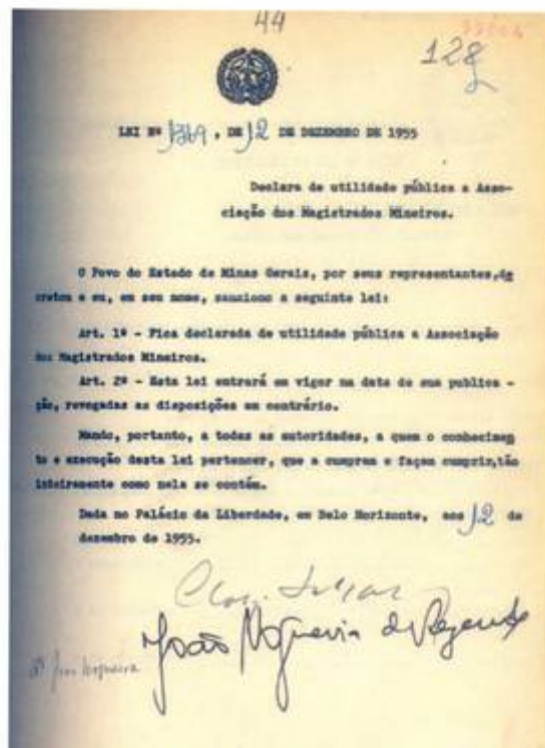 44
128
LEI Nº 1369, DE 12 DE DEZEMBRO DE 1955
Declara de utilidade pública a Asso-
ciação dos Magistrados Mineiros.
O Povo do Estado de Minas Gerais, por seus representantes, de
cretou e eu, em seu nome, sanciono a seguinte lei:
Art. 1º - Fica declarada de utilidade pública a Associação
dos Magistrados Mineiros.
Art. 2º - Esta lei entrará em vigor na data de sua publica -
ção, revogadas as disposições em contrário.
Mando, portanto, a todas as autoridades, a quem o conhecimen
to e execução desta lei pertencer, que a cumpram e façam cumprir, tão
inteiramente como nela se contém.
Dada no Palácio da Liberdade, em Belo Horizonte, aos 12 de
dezembro de 1955.
João Nogueira de Rezende
Nogueira